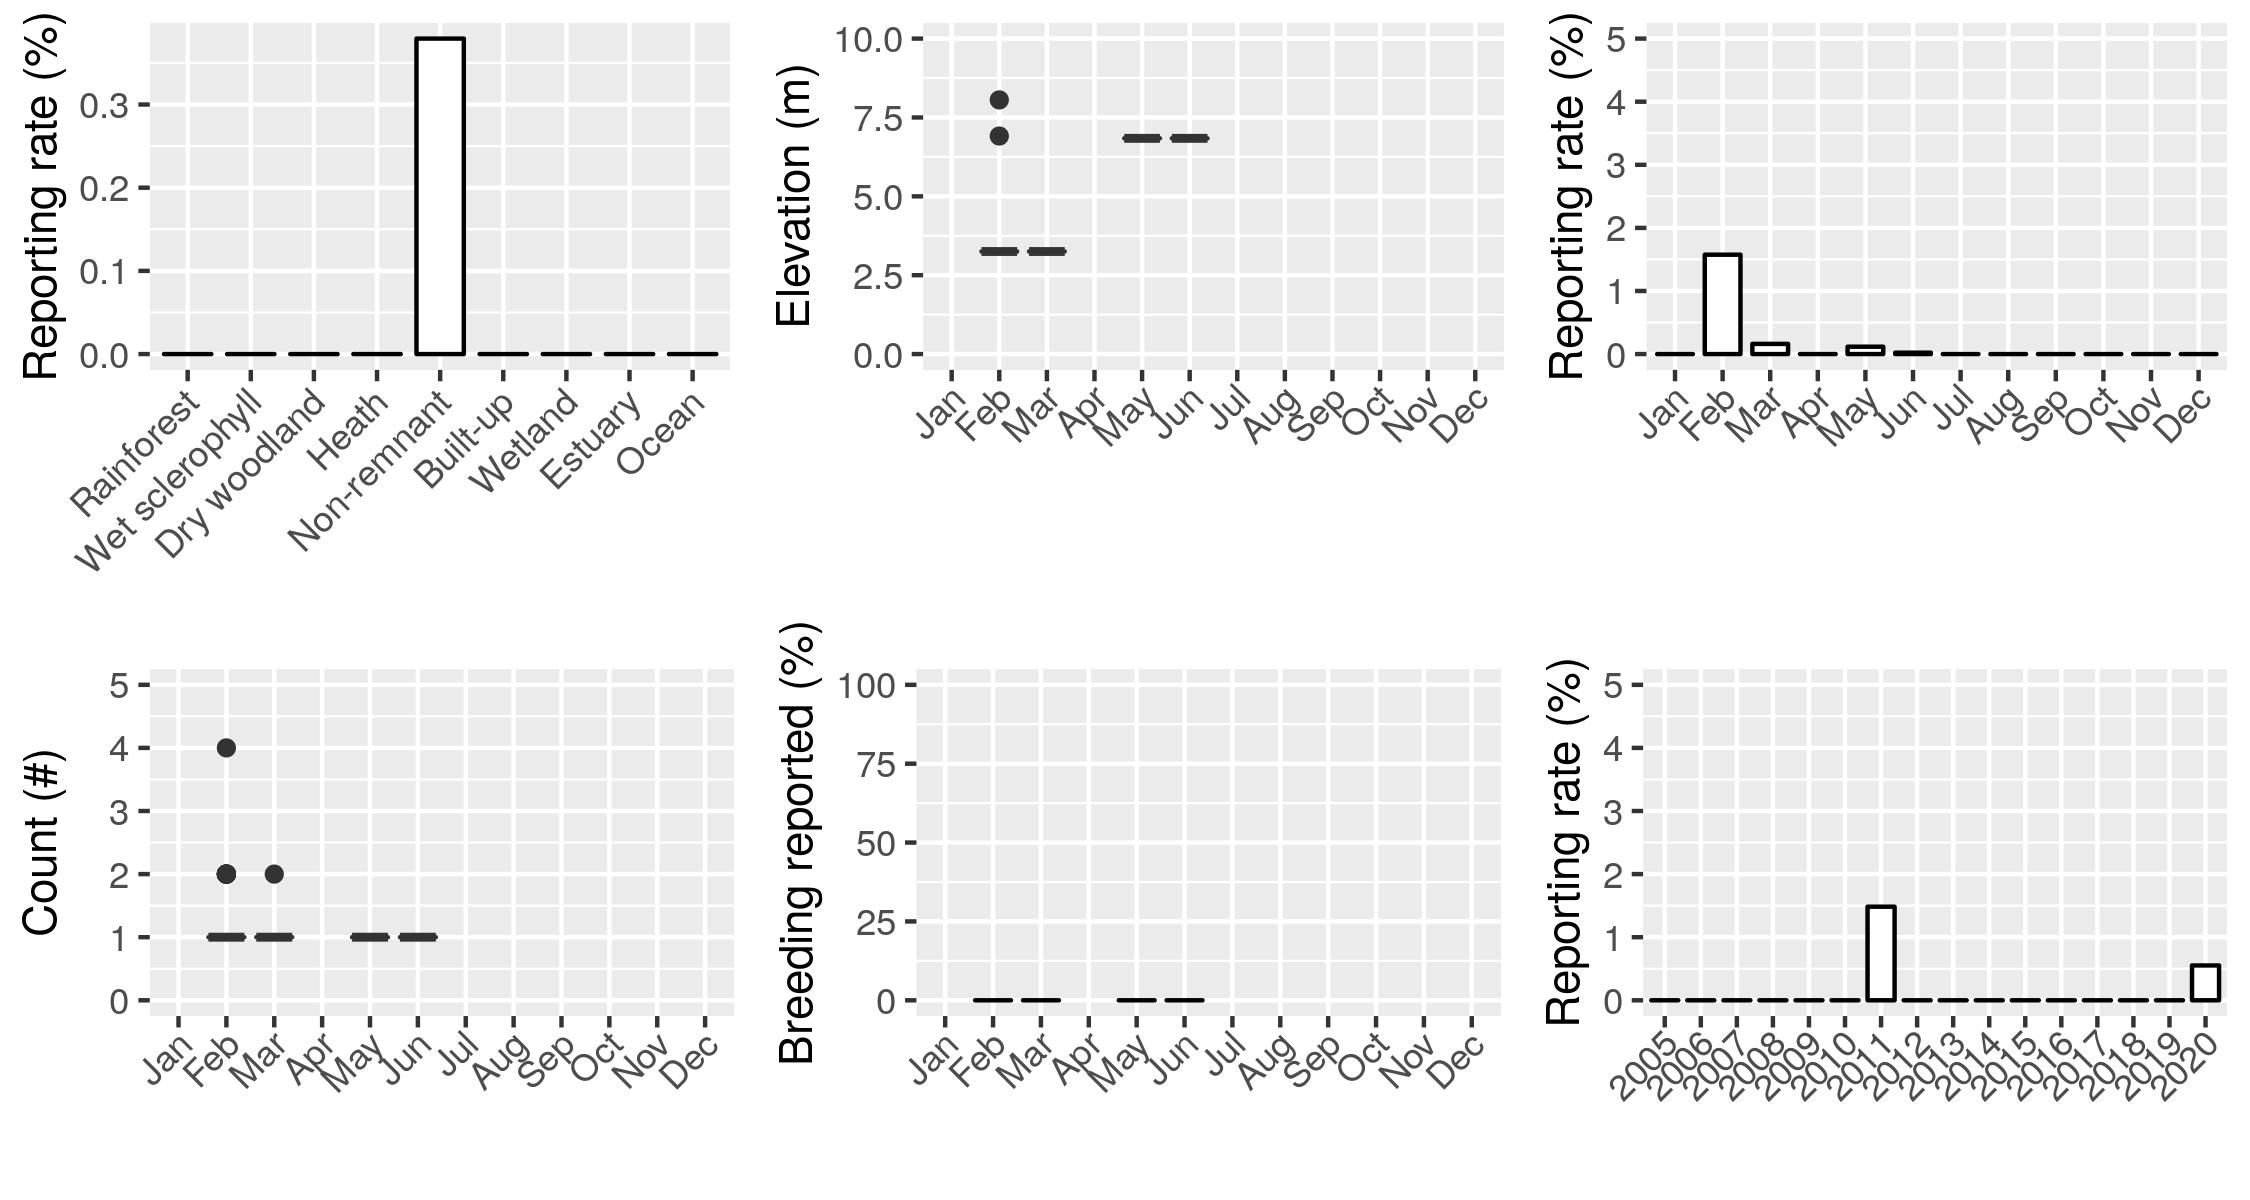 Reporting rate (%)
0.3
0.2
0.1
0.0
Rainforest
Wet sclerophyll
Dry woodland
Heath
Non-remnant
Built-up
Wetland
Estuary
Ocean
Elevation (m)
10.0
7.5
5.0
2.5
0.0
Jan
Feb
Mar
Apr
May
Jun
Jul
Aug
Sep
Oct
Nov
Dec
Reporting rate (%)
5
4
3
2
1
0
Jan
Feb
Mar
Apr
May
Jun
Jul
Aug
Sep
Oct
Nov
Dec
Count (#)
5
4
3
2
1
0
Jan
Feb
Mar
Apr
May
Jun
Jul
Aug
Sep
Oct
Nov
Dec
Breeding reported (%)
100
75
50
25
0
Jan
Feb
Mar
Apr
May
Jun
Jul
Aug
Sep
Oct
Nov
Dec
Reporting rate (%)
5
4
3
2
1
0
2005
2006
2007
2008
2009
2010
2011
2012
2013
2014
2015
2016
2017
2018
2019
2020